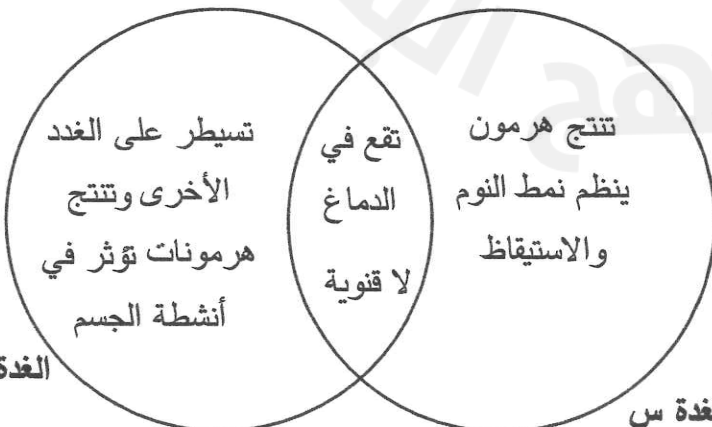 تنتج هرمون
ينظم نمط النوم
والاستيقاظ
تقع في
الدماغ
لا قنوية
تسيطر على الغدد
الأخرى وتنتج
هرمونات تؤثر في
أنشطة الجسم
الغدة
س